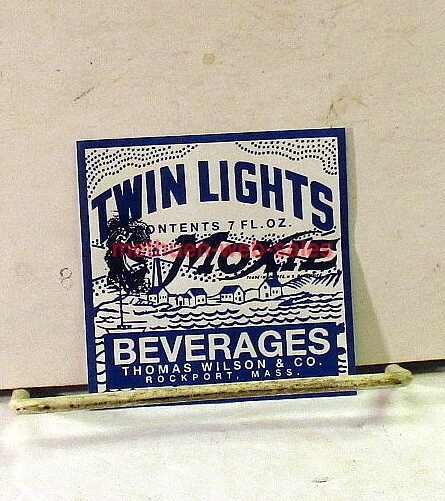 TWIN LIGHTS
CONTENTS 7 FL. OZ.
MOXIE
BEVERAGES
THOMAS WILSON & CO.
ROCKPORT, MASS.